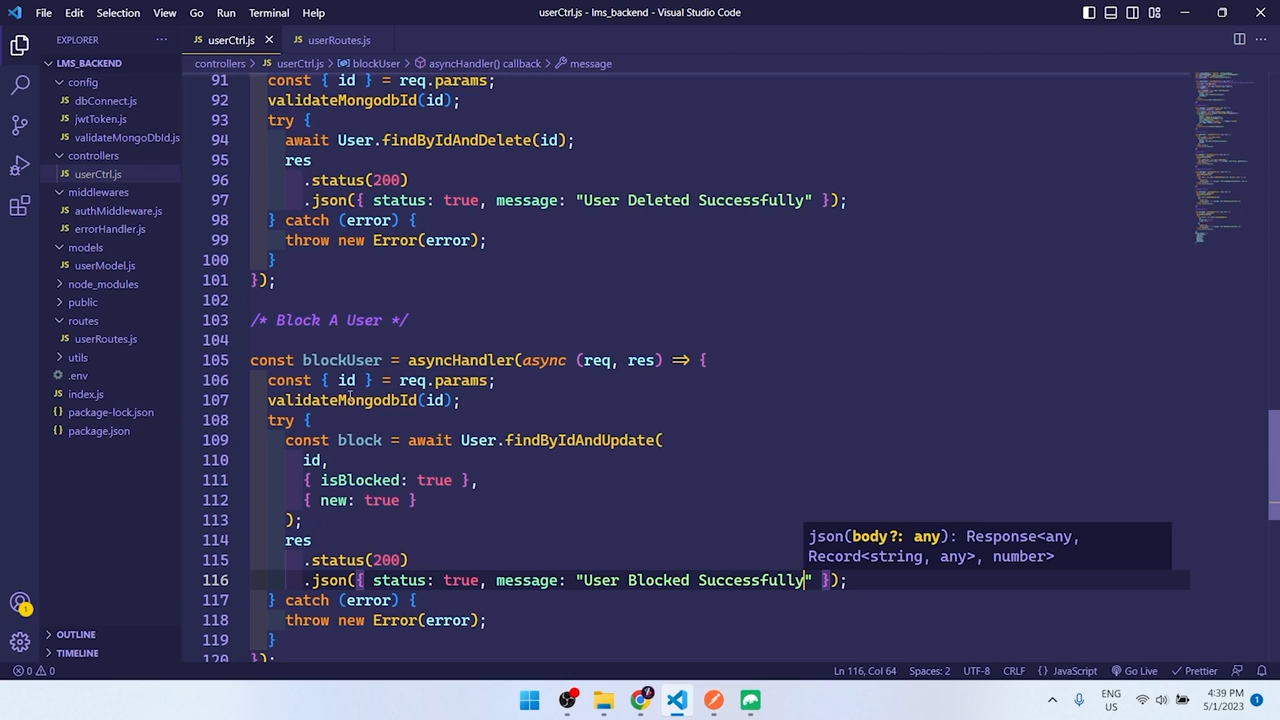 File Edit Selection View Go Run Terminal Help
userCtrl.js - lms_backend - Visual Studio Code
EXPLORER
userCtrl.js
userRoutes.js
LMS_BACKEND
controllers > userCtrl.js > blockUser > asyncHandler() callback > message
config
dbConnect.js
jwtToken.js
validateMongoDbId.js
controllers
userCtrl.js
middlewares
authMiddleware.js
errorHandler.js
models
userModel.js
node_modules
public
routes
userRoutes.js
utils
.env
index.js
package-lock.json
package.json
OUTLINE
TIMELINE
91 const { id } = req.params;
92 validateMongodbId(id);
93 try {
94 await User.findByIdAndDelete(id);
95 res
96 .status(200)
97 .json({ status: true, message: "User Deleted Successfully" });
98 } catch (error) {
99 throw new Error(error);
100 }
101 });
102
103 /* Block A User */
104
105 const blockUser = asyncHandler(async (req, res) => {
106 const { id } = req.params;
107 validateMongodbId(id);
108 try {
109 const block = await User.findByIdAndUpdate(
110 id,
111 { isBlocked: true },
112 { new: true }
113 );
114 res
115 .status(200)
json(body?: any): Response<any,
Record<string, any>, number>
116 .json({ status: true, message: "User Blocked Successfully" });
117 } catch (error) {
118 throw new Error(error);
119 }
120 });
0 0
Ln 116, Col 64 Spaces: 2 UTF-8 CRLF {} JavaScript Go Live Prettier
1
ENG
US
4:39 PM
5/1/2023
1